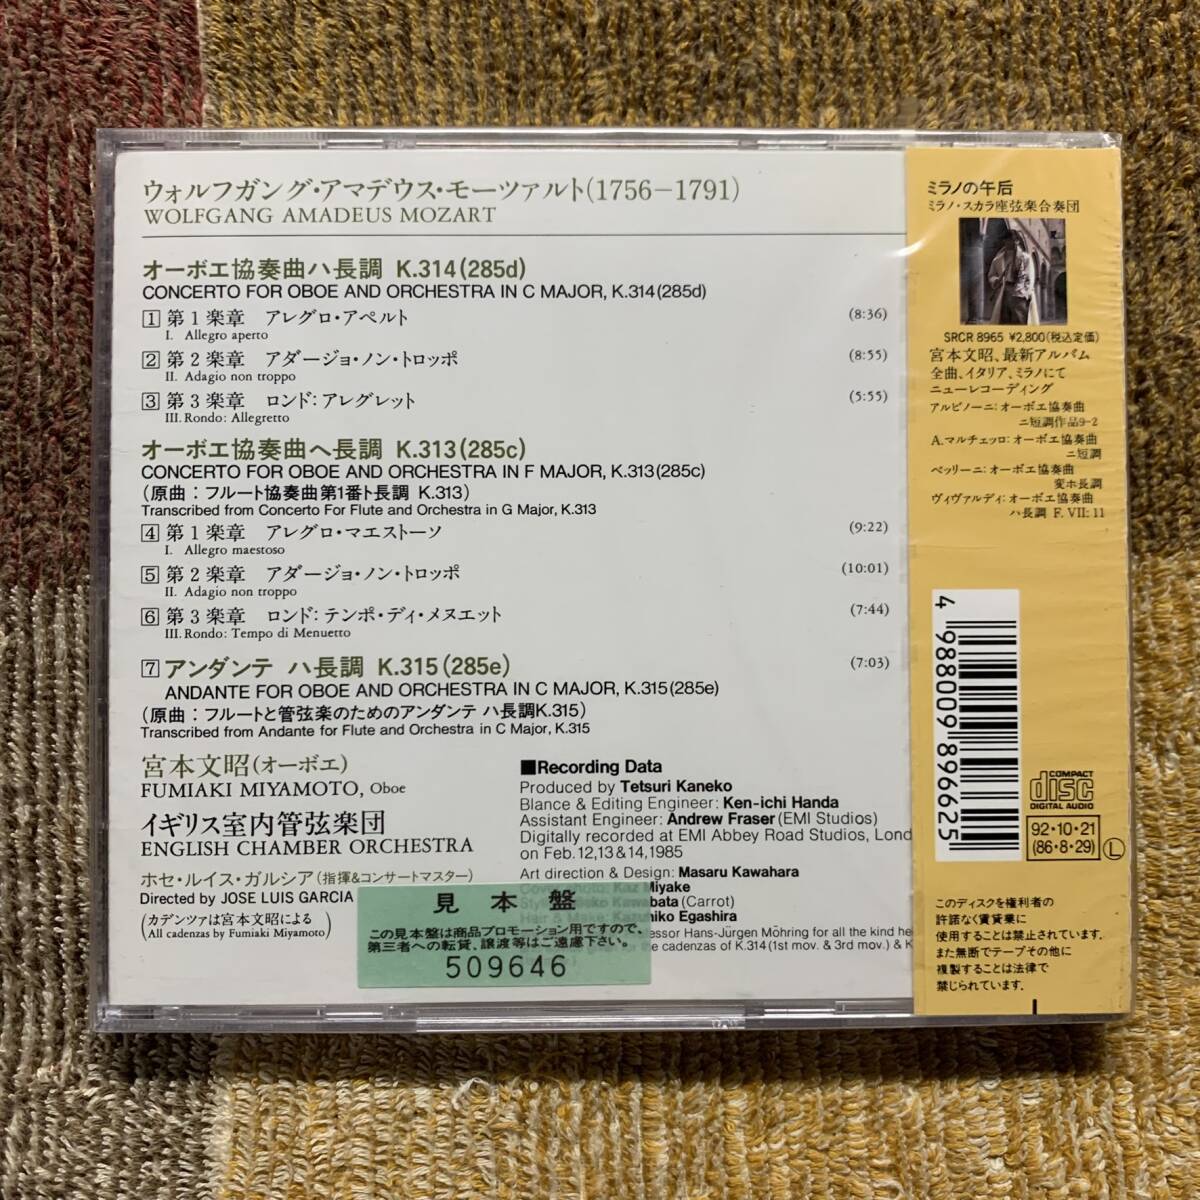 ウォルフガング・アマデウス・モーツァルト(1756−1791)
WOLFGANG AMADEUS MOZART
オーボエ協奏曲ハ長調 K.314(285d)
CONCERTO FOR OBOE AND ORCHESTRA IN C MAJOR, K.314(285d)
1 第1楽章 アレグロ・アペルト (8:36)
I. Allegro aperto
2 第2楽章 アダージョ・ノン・トロッポ (8:55)
II. Adagio non troppo
3 第3楽章 ロンド:アレグレット (5:55)
III. Rondo: Allegretto
オーボエ協奏曲ヘ長調 K.313(285c)
CONCERTO FOR OBOE AND ORCHESTRA IN F MAJOR, K.313(285c)
(原曲:フルート協奏曲第1番ト長調 K.313)
Transcribed from Concerto For Flute and Orchestra in G Major, K.313
4 第1楽章 アレグロ・マエストーソ (9:22)
I. Allegro maestoso
5 第2楽章 アダージョ・ノン・トロッポ (10:01)
II. Adagio non troppo
6 第3楽章 ロンド:テンポ・ディ・メヌエット (7:44)
III. Rondo: Tempo di Menuetto
7 アンダンテ ハ長調 K.315(285e) (7:03)
ANDANTE FOR OBOE AND ORCHESTRA IN C MAJOR, K.315(285e)
(原曲:フルートと管弦楽のためのアンダンテ ハ長調K.315)
Transcribed from Andante for Flute and Orchestra in C Major, K.315
宮本文昭(オーボエ)
FUMIAKI MIYAMOTO, Oboe
イギリス室内管弦楽団
ENGLISH CHAMBER ORCHESTRA
ホセ・ルイス・ガルシア(指揮&コンサートマスター)
Directed by JOSE LUIS GARCIA
(カデンツァは宮本文昭による
All cadenzas by Fumiaki Miyamoto)
■Recording Data
Produced by Tetsuri Kaneko
Blance & Editing Engineer: Ken-ichi Handa
Assistant Engineer: Andrew Fraser (EMI Studios)
Digitally recorded at EMI Abbey Road Studios, Lond
on Feb.12,13&14,1985
Art direction & Design: Masaru Kawahara
Kaz Miyake
Kawabata (Carrot)
Hair & Make: Kazuhiko Egashira
essor Hans-Jürgen Möhring for all the kind he
the cadenzas of K.314(1st mov. & 3rd mov.) & K
見本盤
この見本盤は商品プロモーション用ですので、
第三者への転貸、譲渡等はご遠慮下さい。
509646
ミラノの午后
ミラノ・スカラ座弦楽合奏団
SRCR 8965 ¥2,800(税込定価)
宮本文昭、最新アルバム
全曲、イタリア、ミラノにて
ニューレコーディング
アルビノーニ:オーボエ協奏曲
ニ短調作品9-2
A.マルチェッロ:オーボエ協奏曲
ニ短調
ベッリーニ:オーボエ協奏曲
変ホ長調
ヴィヴァルディ:オーボエ協奏曲
ハ長調 F. VII: 11
4 988009 896625
COMPACT
disc
DIGITAL AUDIO
92・10・21
(86・8・29)
L
このディスクを権利者の
許諾なく賃貸業に
使用することは禁止されています。
また無断でテープその他に
複製することは法律で
禁じられています。